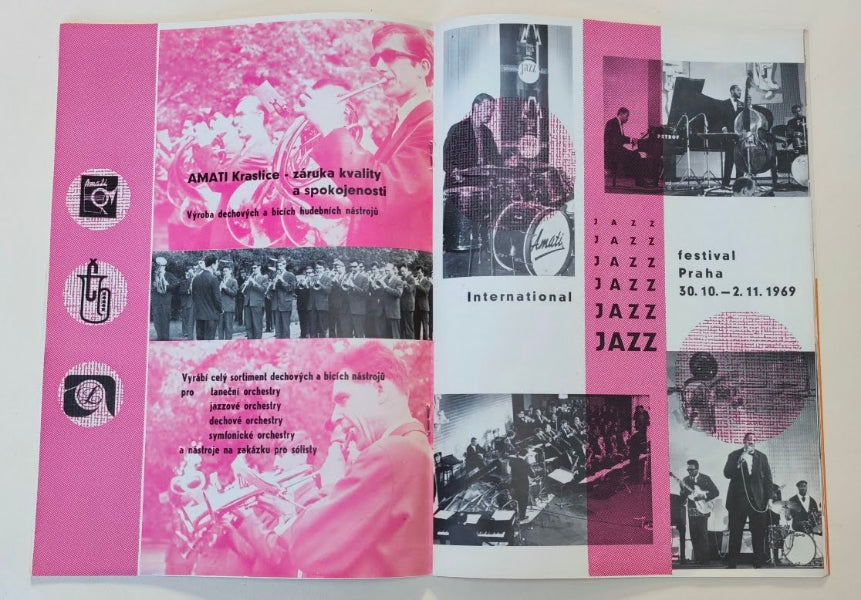 Amati
AMATI Kraslice - záruka kvality
a spokojenosti
Výroba dechových a bicích hudebních nástrojů
Vyrábí celý sortiment dechových a bicích nástrojů
pro taneční orchestry
jazzové orchestry
dechové orchestry
symfonické orchestry
a nástroje na zakázku pro sólisty
JAZZ
Amati
International
PETROF
JAZZ
JAZZ
JAZZ
JAZZ
JAZZ
JAZZ
festival
Praha
30. 10. – 2. 11. 1969